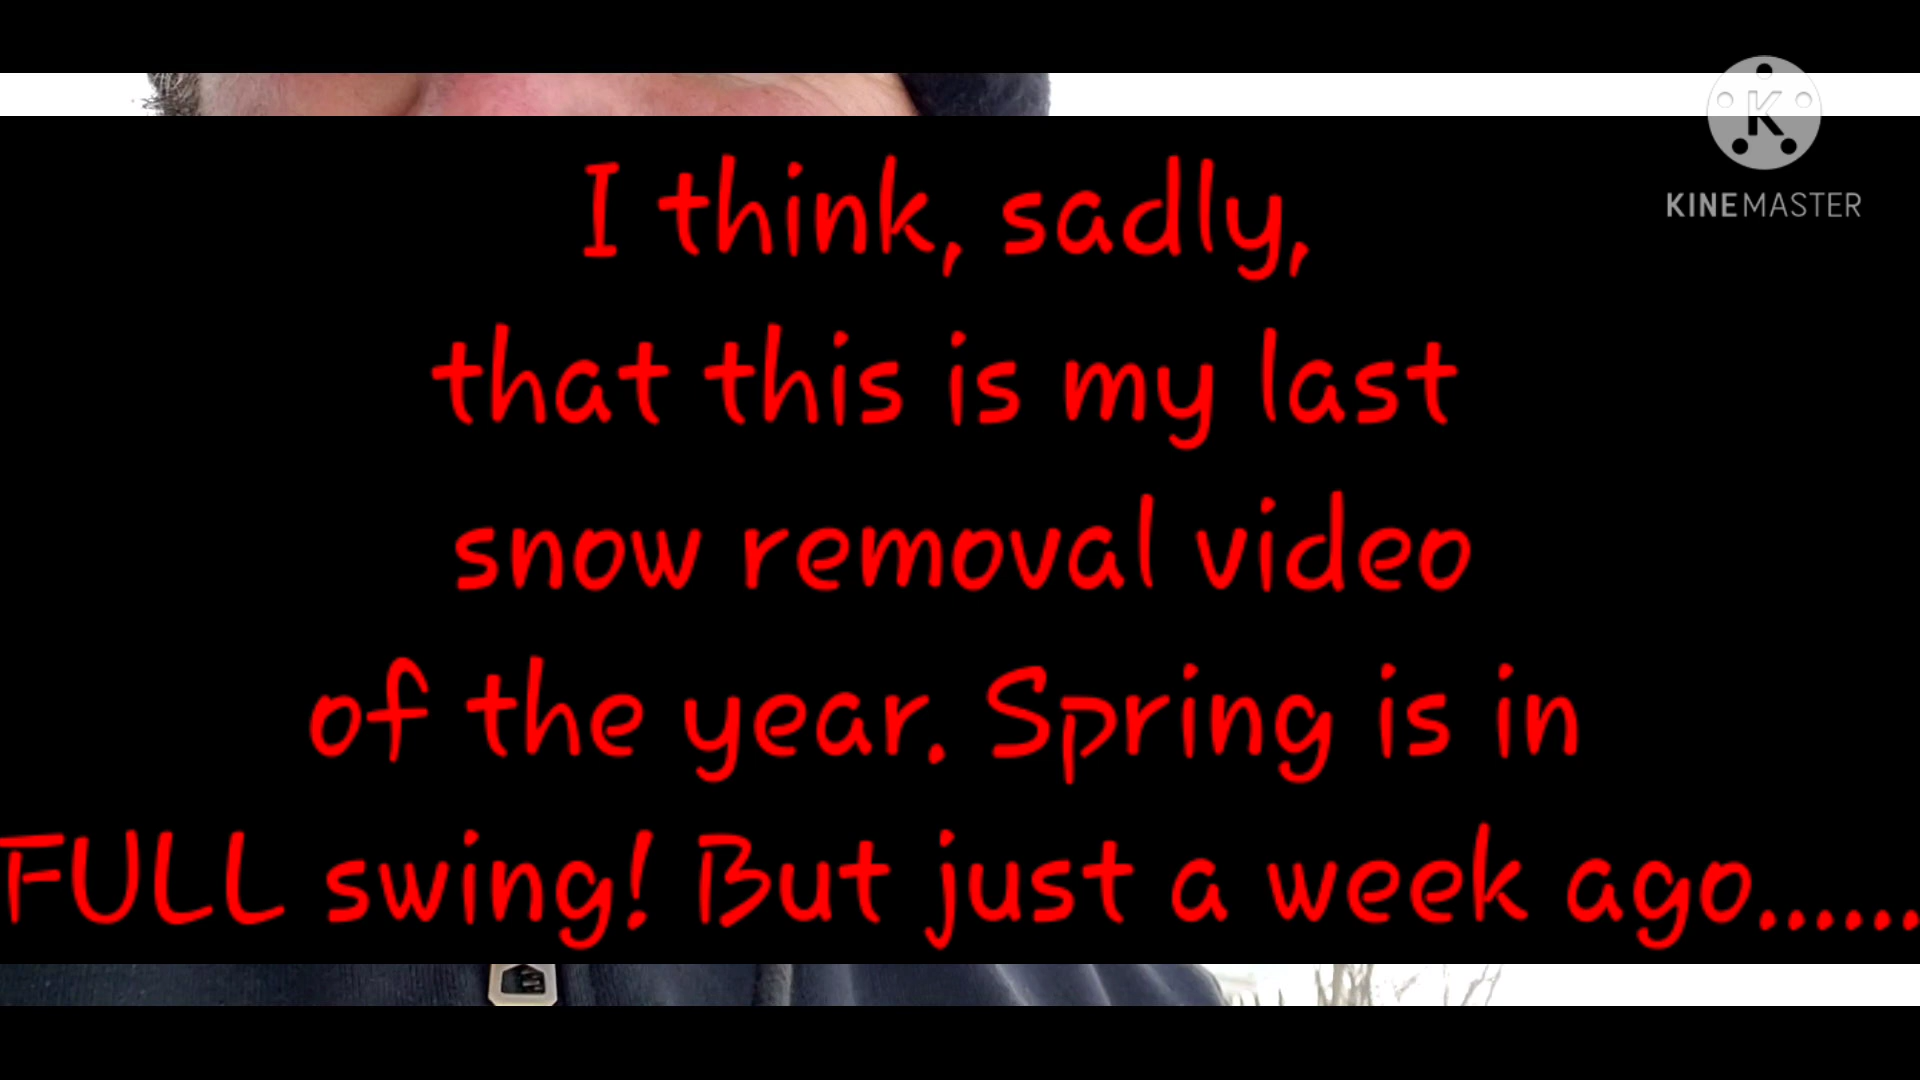 K
KINEMASTER
I think, sadly,
that this is my last
snow removal video
of the year. Spring is in
FULL swing! But just a week ago......